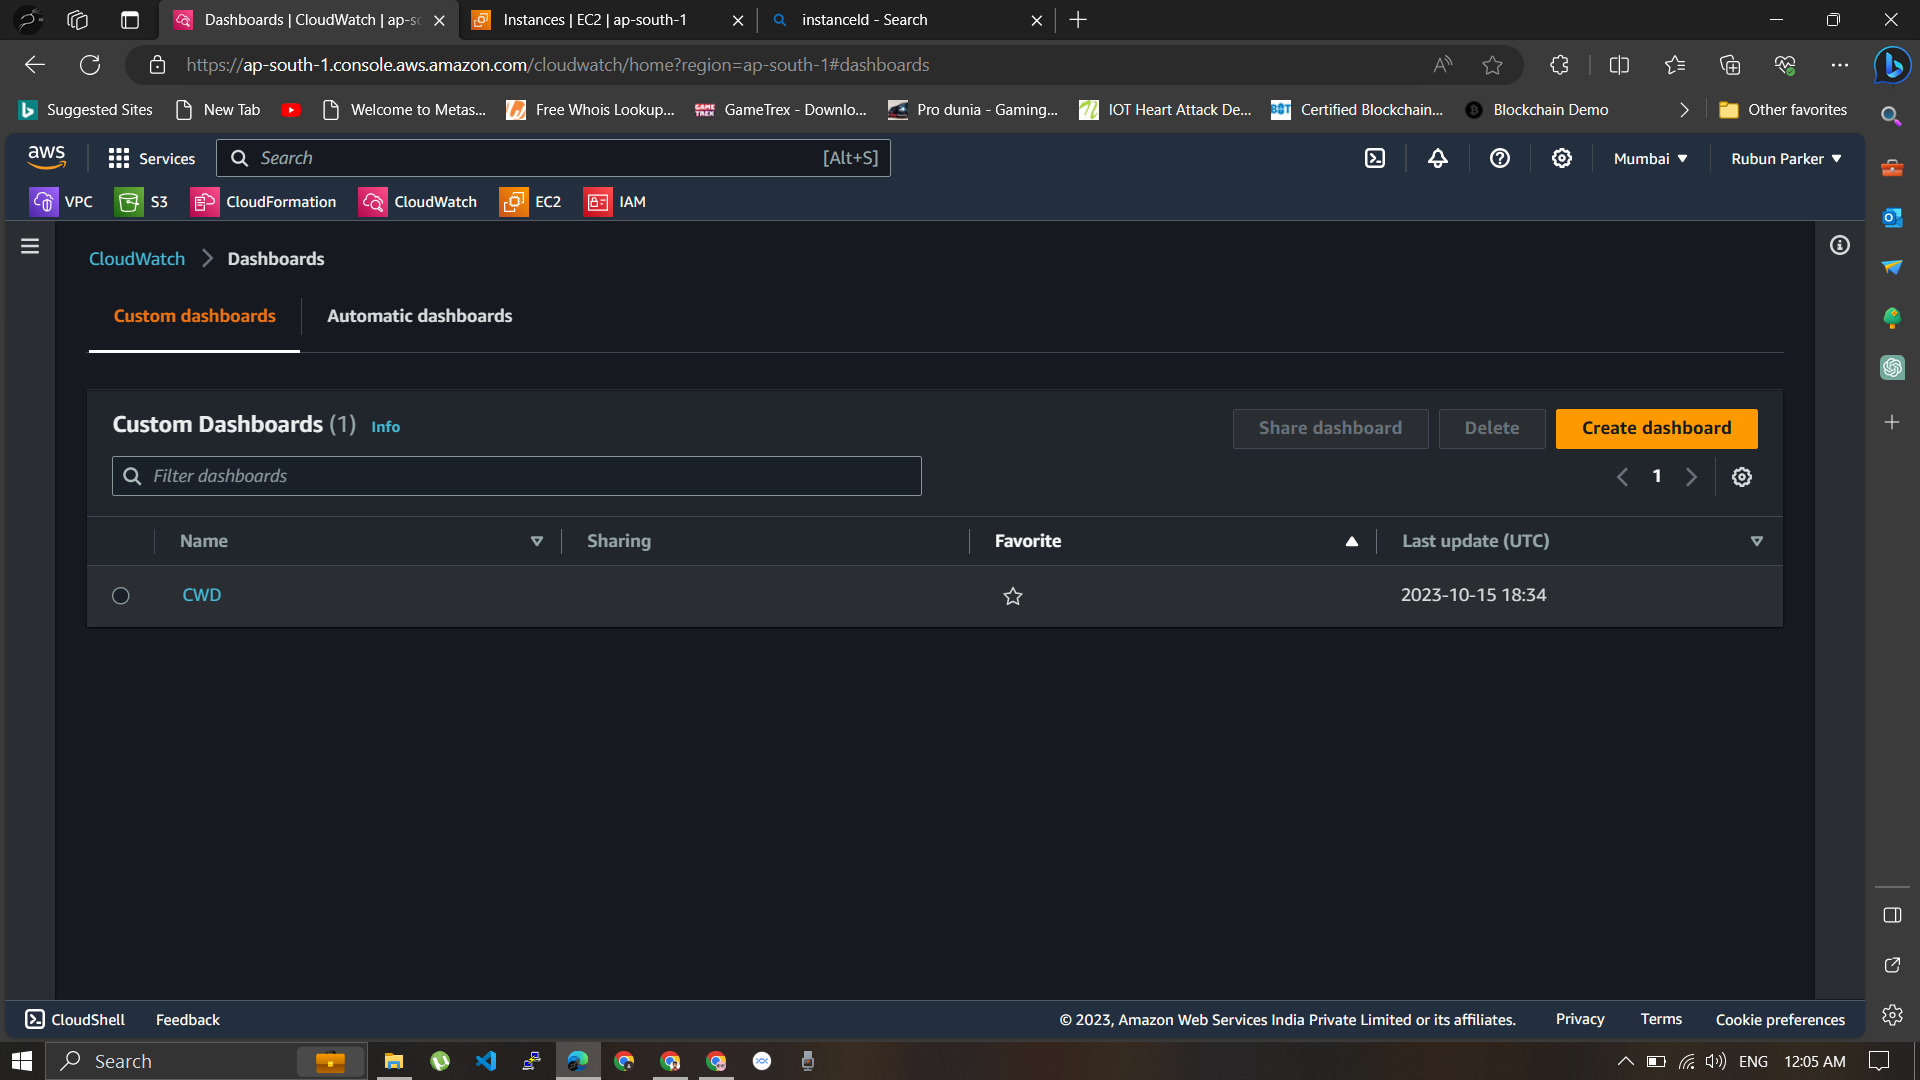 Dashboards | CloudWatch | ap-so
Instances | EC2 | ap-south-1
instanceId - Search
https://ap-south-1.console.aws.amazon.com/cloudwatch/home?region=ap-south-1#dashboards
Suggested Sites
New Tab
Welcome to Metas...
Free Whois Lookup...
GameTrex - Downlo...
Pro dunia - Gaming...
IOT Heart Attack De...
Certified Blockchain...
Blockchain Demo
Other favorites
aws
Services
Search
[Alt+S]
Mumbai
Rubun Parker
VPC
S3
CloudFormation
CloudWatch
EC2
IAM
CloudWatch
Dashboards
Custom dashboards
Automatic dashboards
Custom Dashboards (1) Info
Share dashboard
Delete
Create dashboard
Filter dashboards
1
Name
Sharing
Favorite
Last update (UTC)
CWD
2023-10-15 18:34
CloudShell
Feedback
© 2023, Amazon Web Services India Private Limited or its affiliates.
Privacy
Terms
Cookie preferences
Search
ENG
12:05 AM